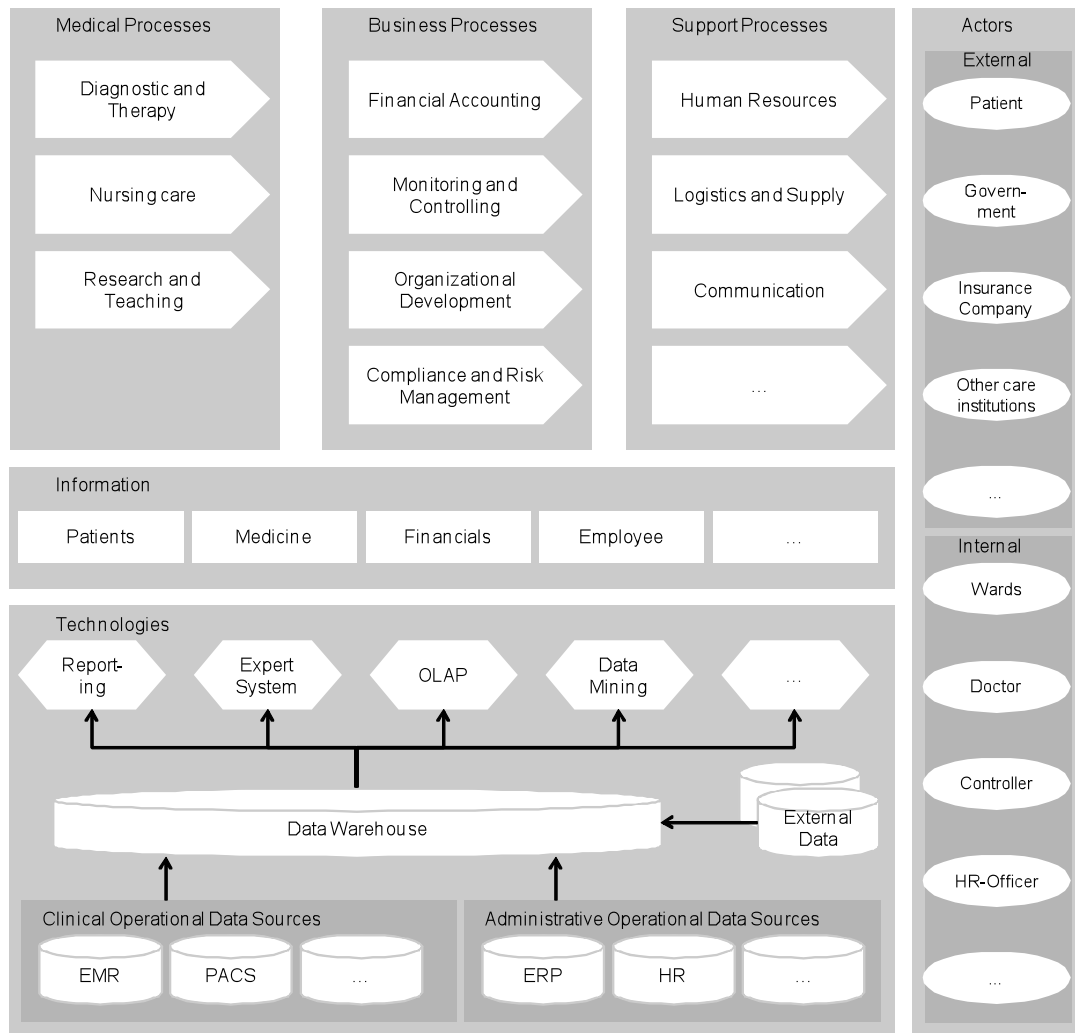 Medical Processes
Diagnostic and
Therapy
Nursing care
Research and
Teaching
Business Processes
Financial Accounting
Monitoring and
Controlling
Organizational
Development
Compliance and Risk
Management
Support Processes
Human Resources
Logistics and Supply
Communication
...
Actors
External
Patient
Govern-
ment
Insurance
Company
Other care
institutions
...
Internal
Wards
Doctor
Controller
HR-Officer
...
Information
Patients
Medicine
Financials
Employee
...
Technologies
Report-
ing
Expert
System
OLAP
Data
Mining
...
Data Warehouse
External
Data
Clinical Operational Data Sources
EMR
PACS
...
Administrative Operational Data Sources
ERP
HR
...